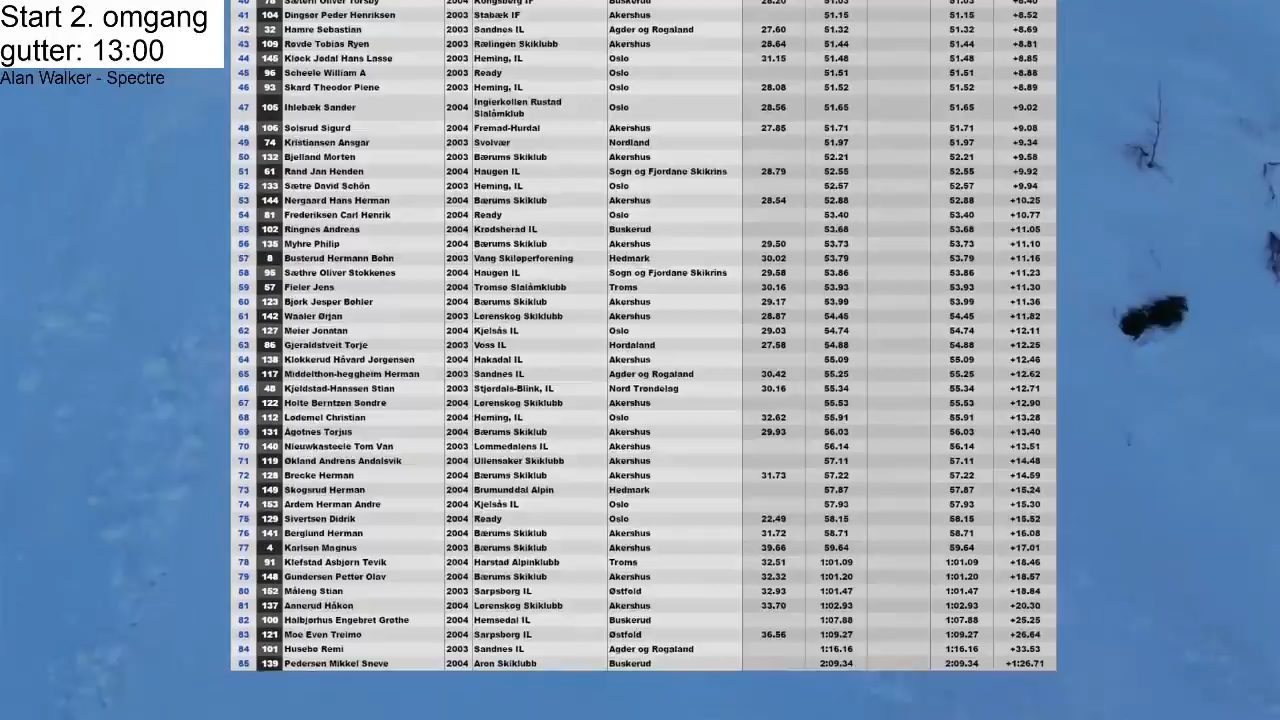 Start 2. omgang
gutter: 13:00
Alan Walker - Spectre
40 78 Sætern Oliver Torsby 2004 Kongsberg IF Buskerud 28.20 51.03 51.03 +8.40
41 104 Dingsør Peder Henriksen 2004 Stabæk IF Akershus 51.15 51.15 +8.52
42 32 Hamre Sebastian 2003 Sandnes IL Agder og Rogaland 27.60 51.32 51.32 +8.69
43 109 Røvde Tobias Ryen 2003 Rælingen Skiklubb Akershus 28.64 51.44 51.44 +8.81
44 145 Kløck Jødal Hans Lasse 2003 Heming, IL Oslo 31.15 51.48 51.48 +8.85
45 96 Scheele William A 2003 Ready Oslo 51.51 51.51 +8.88
46 93 Skard Theodor Piene 2003 Heming, IL Oslo 28.08 51.52 51.52 +8.89
47 105 Ihlebæk Sander 2004 Ingierkollen Rustad Slalåmklub Oslo 28.56 51.65 51.65 +9.02
48 106 Solsrud Sigurd 2004 Fremad-Hurdal Akershus 27.85 51.71 51.71 +9.08
49 74 Kristiansen Ansgar 2003 Svolvær Nordland 51.97 51.97 +9.34
50 132 Bjelland Morten 2003 Bærums Skiklub Akershus 52.21 52.21 +9.58
51 61 Rand Jan Henden 2004 Haugen IL Sogn og Fjordane Skikrins 28.79 52.55 52.55 +9.92
52 133 Sætre David Schön 2003 Heming, IL Oslo 52.57 52.57 +9.94
53 144 Nergaard Hans Herman 2004 Bærums Skiklub Akershus 28.54 52.88 52.88 +10.25
54 81 Frederiksen Carl Henrik 2004 Ready Oslo 53.40 53.40 +10.77
55 102 Ringnes Andreas 2004 Krødsherad IL Buskerud 53.68 53.68 +11.05
56 135 Myhre Philip 2004 Bærums Skiklub Akershus 29.50 53.73 53.73 +11.10
57 8 Busterud Hermann Bøhn 2003 Vang Skiløperforening Hedmark 30.02 53.79 53.79 +11.16
58 95 Sæthre Oliver Stokkenes 2004 Haugen IL Sogn og Fjordane Skikrins 29.58 53.86 53.86 +11.23
59 57 Fieler Jens 2004 Tromsø Slalåmklubb Troms 30.16 53.93 53.93 +11.30
60 123 Bjørk Jesper Bøhler 2004 Bærums Skiklub Akershus 29.17 53.99 53.99 +11.36
61 142 Waaler Ørjan 2003 Lørenskog Skiklubb Akershus 28.87 54.45 54.45 +11.82
62 127 Meier Jonatan 2004 Kjelsås IL Oslo 29.03 54.74 54.74 +12.11
63 86 Gjeraldstveit Torje 2003 Voss IL Hordaland 27.58 54.88 54.88 +12.25
64 138 Klokkerud Håvard Jørgensen 2004 Hakadal IL Akershus 55.09 55.09 +12.46
65 117 Middelthon-heggheim Herman 2003 Sandnes IL Agder og Rogaland 30.42 55.25 55.25 +12.62
66 48 Kjeldstad-Hanssen Stian 2003 Stjørdals-Blink, IL Nord Trøndelag 30.16 55.34 55.34 +12.71
67 122 Holte Berntzen Sondre 2004 Lørenskog Skiklubb Akershus 55.53 55.53 +12.90
68 112 Lødemel Christian 2004 Heming, IL Oslo 32.62 55.91 55.91 +13.28
69 131 Ågotnes Torjus 2004 Bærums Skiklub Akershus 29.93 56.03 56.03 +13.40
70 140 Nieuwkasteele Tom Van 2003 Lommedalens IL Akershus 56.14 56.14 +13.51
71 119 Økland Andreas Andalsvik 2004 Ullensaker Skiklubb Akershus 57.11 57.11 +14.48
72 128 Brecke Herman 2004 Bærums Skiklub Akershus 31.73 57.22 57.22 +14.59
73 149 Skogsrud Herman 2004 Brumunddal Alpin Hedmark 57.87 57.87 +15.24
74 153 Ardem Herman Andre 2004 Kjelsås IL Oslo 57.93 57.93 +15.30
75 129 Sivertsen Didrik 2004 Ready Oslo 22.49 58.15 58.15 +15.52
76 141 Berglund Herman 2004 Bærums Skiklub Akershus 31.72 58.71 58.71 +16.08
77 4 Karlsen Magnus 2003 Bærums Skiklub Akershus 39.66 59.64 59.64 +17.01
78 91 Klefstad Asbjørn Tevik 2004 Harstad Alpinklubb Troms 32.51 1:01.09 1:01.09 +18.46
79 148 Gundersen Petter Olav 2004 Bærums Skiklub Akershus 32.32 1:01.20 1:01.20 +18.57
80 152 Måleng Stian 2003 Sarpsborg IL Østfold 32.93 1:01.47 1:01.47 +18.84
81 137 Annerud Håkon 2004 Lørenskog Skiklubb Akershus 33.70 1:02.93 1:02.93 +20.30
82 100 Halbjørhus Engebret Grøthe 2004 Hemsedal IL Buskerud 1:07.88 1:07.88 +25.25
83 121 Moe Even Treimo 2004 Sarpsborg IL Østfold 36.56 1:09.27 1:09.27 +26.64
84 101 Husebø Remi 2003 Sandnes IL Agder og Rogaland 1:16.16 1:16.16 +33.53
85 139 Pedersen Mikkel Sneve 2004 Aron Skiklubb Buskerud 2:09.34 2:09.34 +1:26.71